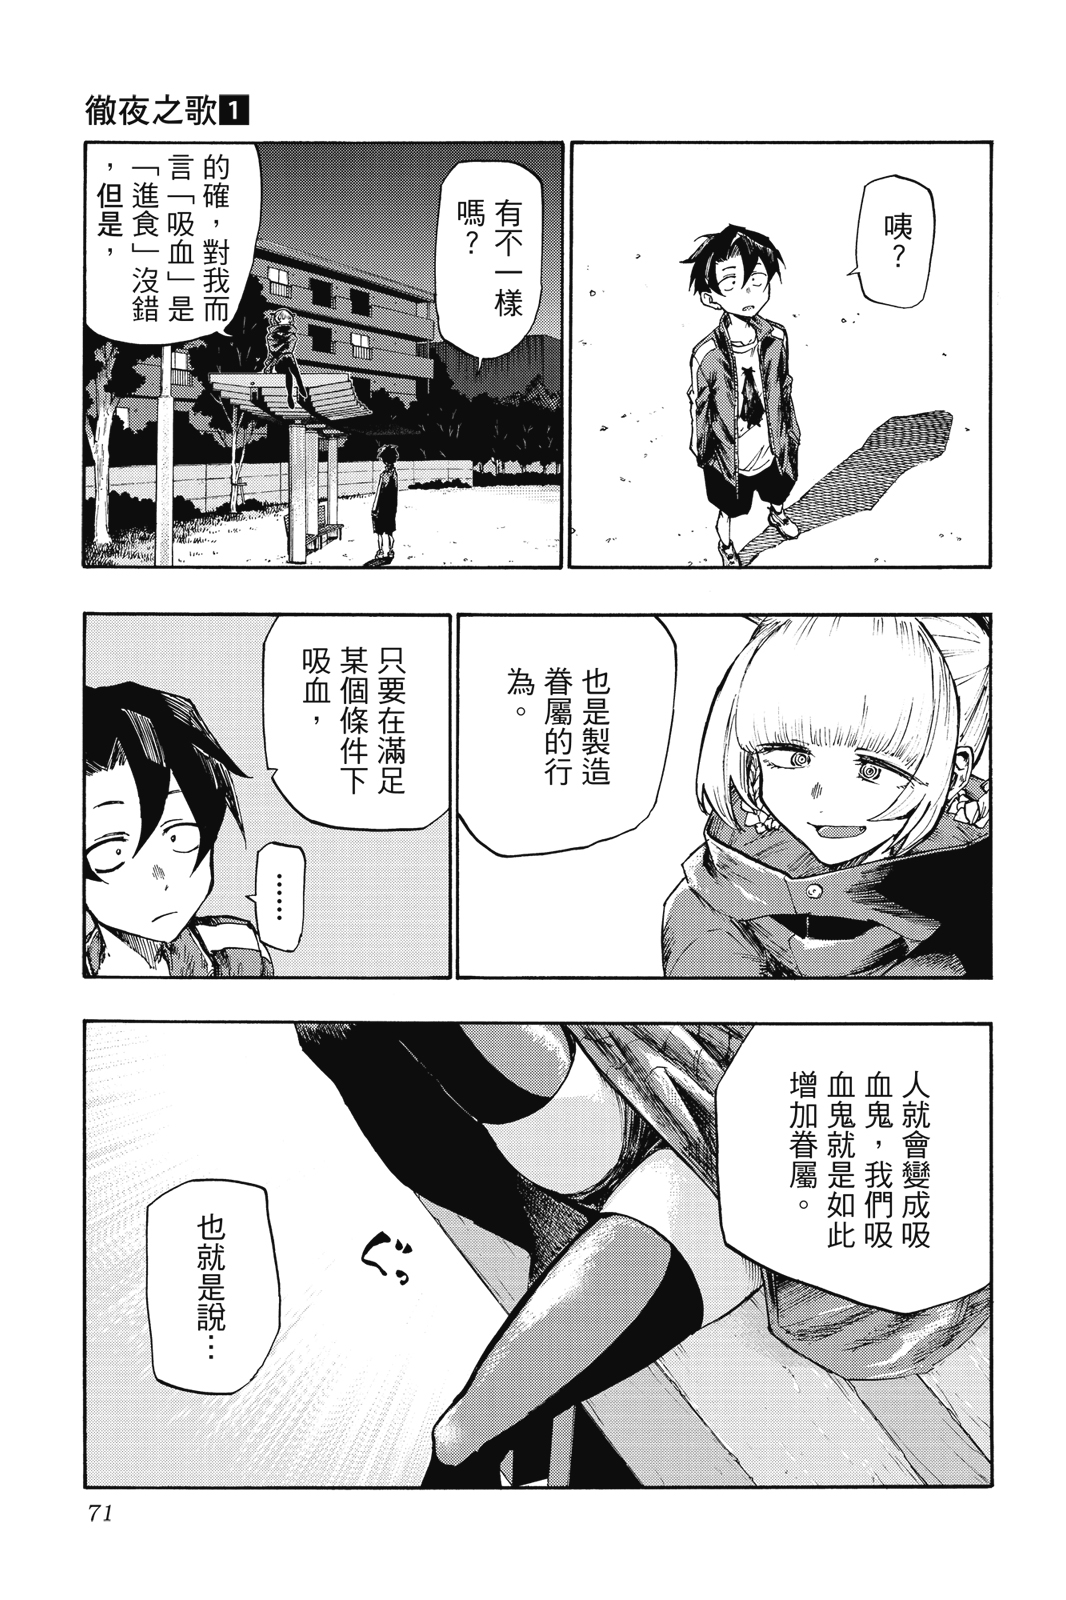 徹夜之歌1
咦？
有不一樣
嗎？
的確，對我而
言「吸血」是
「進食」沒錯
，但是，
也是製造
眷屬的行
為。
只要在滿足
某個條件下
吸血，
……
人就會變成吸
血鬼，我們吸
血鬼就是如此
增加眷屬。
ぐっ
也就是說…
71